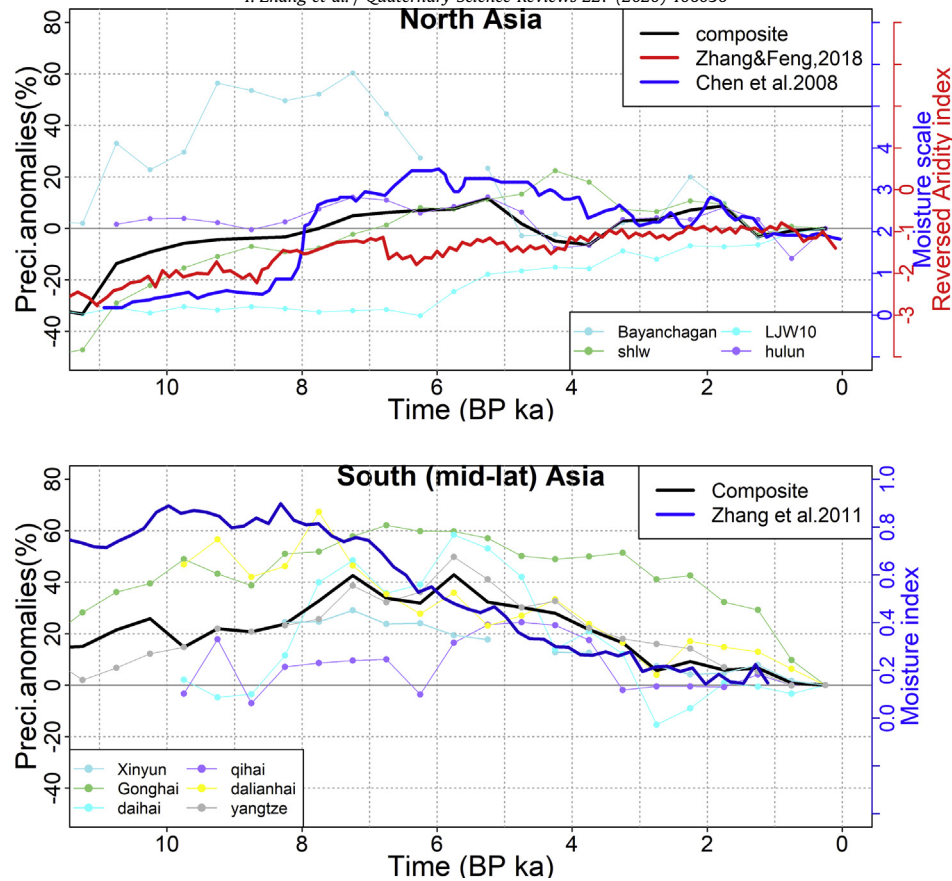 North Asia
composite
Zhang&Feng,2018
Chen et al.2008
Preci anomalies(%)
80
60
40
20
0
-20
-40
4
3
2
1
0
Moisture scale
0
-1
-2
-3
Reversed Aridity index
Bayanchagan
LJW10
shlw
hulun
10
8
6
4
2
0
Time (BP ka)
South (mid-lat) Asia
Composite
Zhang et al.2011
Preci.anomalies(%)
80
60
40
20
0
-20
-40
1.0
0.8
0.6
0.4
0.2
0.0
Moisture index
Xinyun
qihai
Gonghai
dalianhai
daihai
yangtze
10
8
6
4
2
0
Time (BP ka)